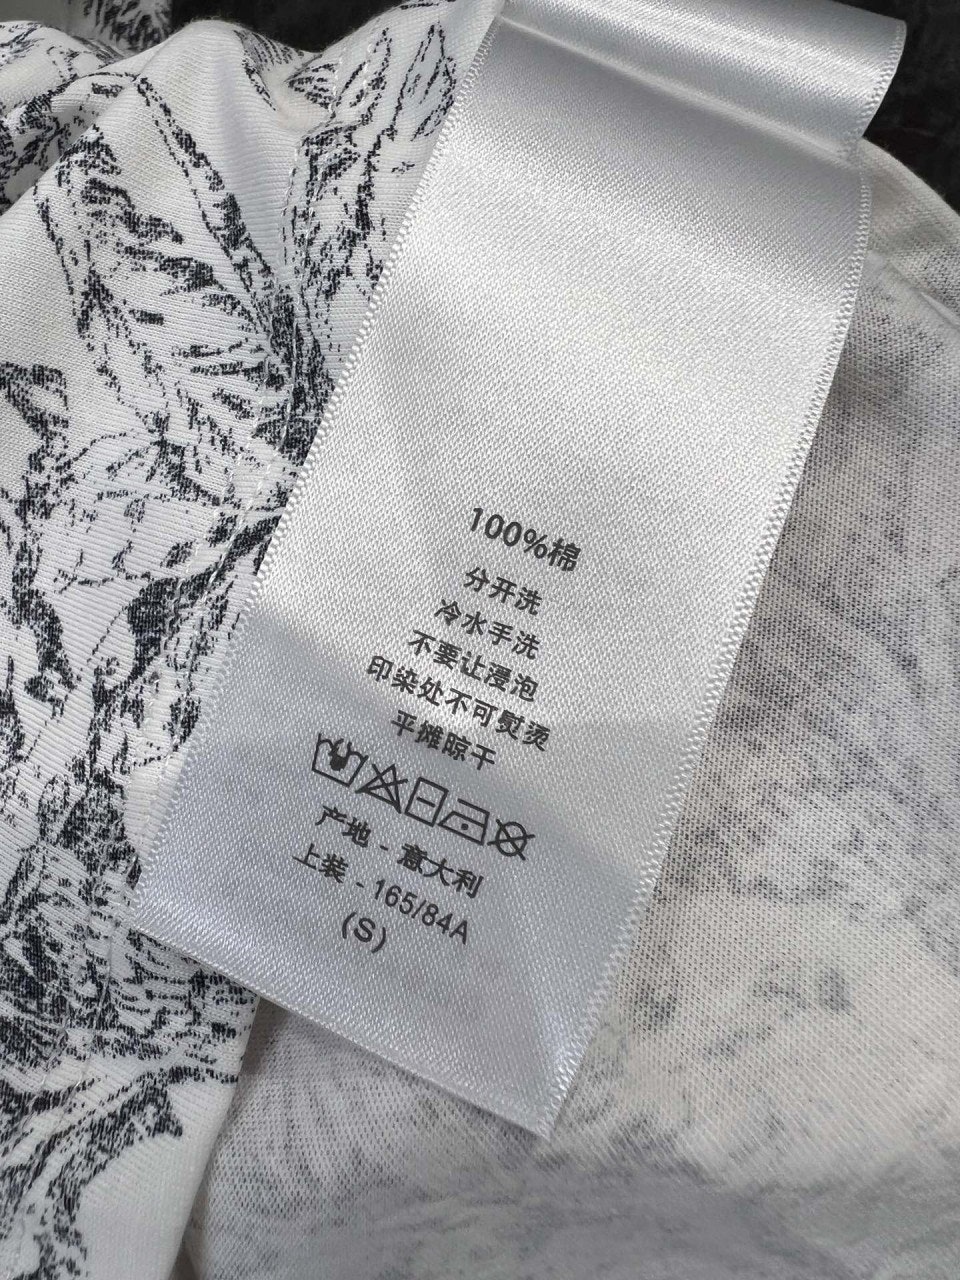 100%棉
分开洗
冷水手洗
不要让浸泡
印染处不可熨烫
平摊晾干
产地 - 意大利
上装 - 165/84A
(S)